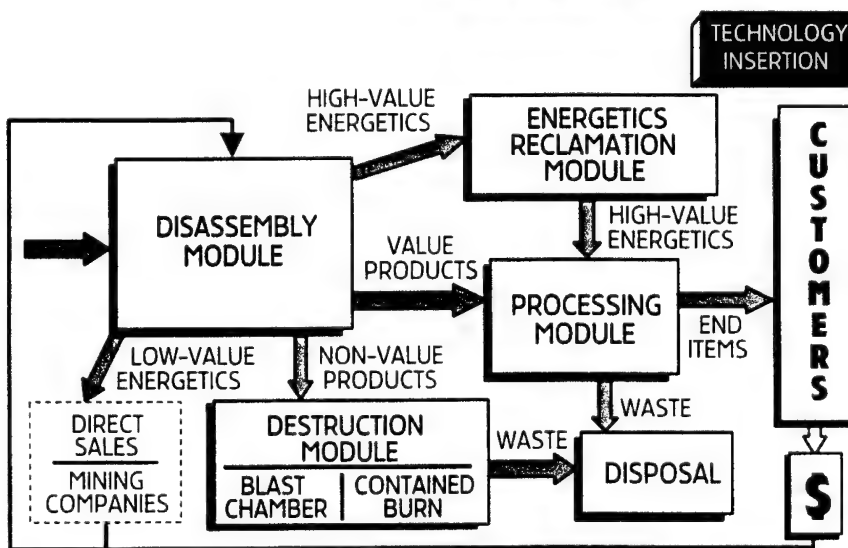 TECHNOLOGY
INSERTION
HIGH-VALUE
ENERGETICS
ENERGETICS
RECLAMATION
MODULE
CUSTOMERS
DISASSEMBLY
MODULE
HIGH-VALUE
ENERGETICS
VALUE
PRODUCTS
PROCESSING
MODULE
END
ITEMS
LOW-VALUE
ENERGETICS
NON-VALUE
PRODUCTS
DIRECT
SALES
MINING
COMPANIES
DESTRUCTION
MODULE
BLAST
CHAMBER
CONTAINED
BURN
WASTE
WASTE
DISPOSAL
$